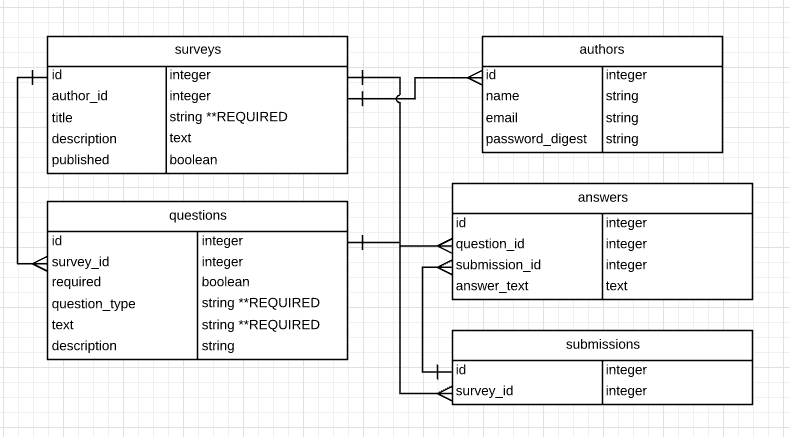 surveys
id integer
author_id integer
title string **REQUIRED
description text
published boolean
authors
id integer
name string
email string
password_digest string
questions
id integer
survey_id integer
required boolean
question_type string **REQUIRED
text string **REQUIRED
description string
answers
id integer
question_id integer
submission_id integer
answer_text text
submissions
id integer
survey_id integer